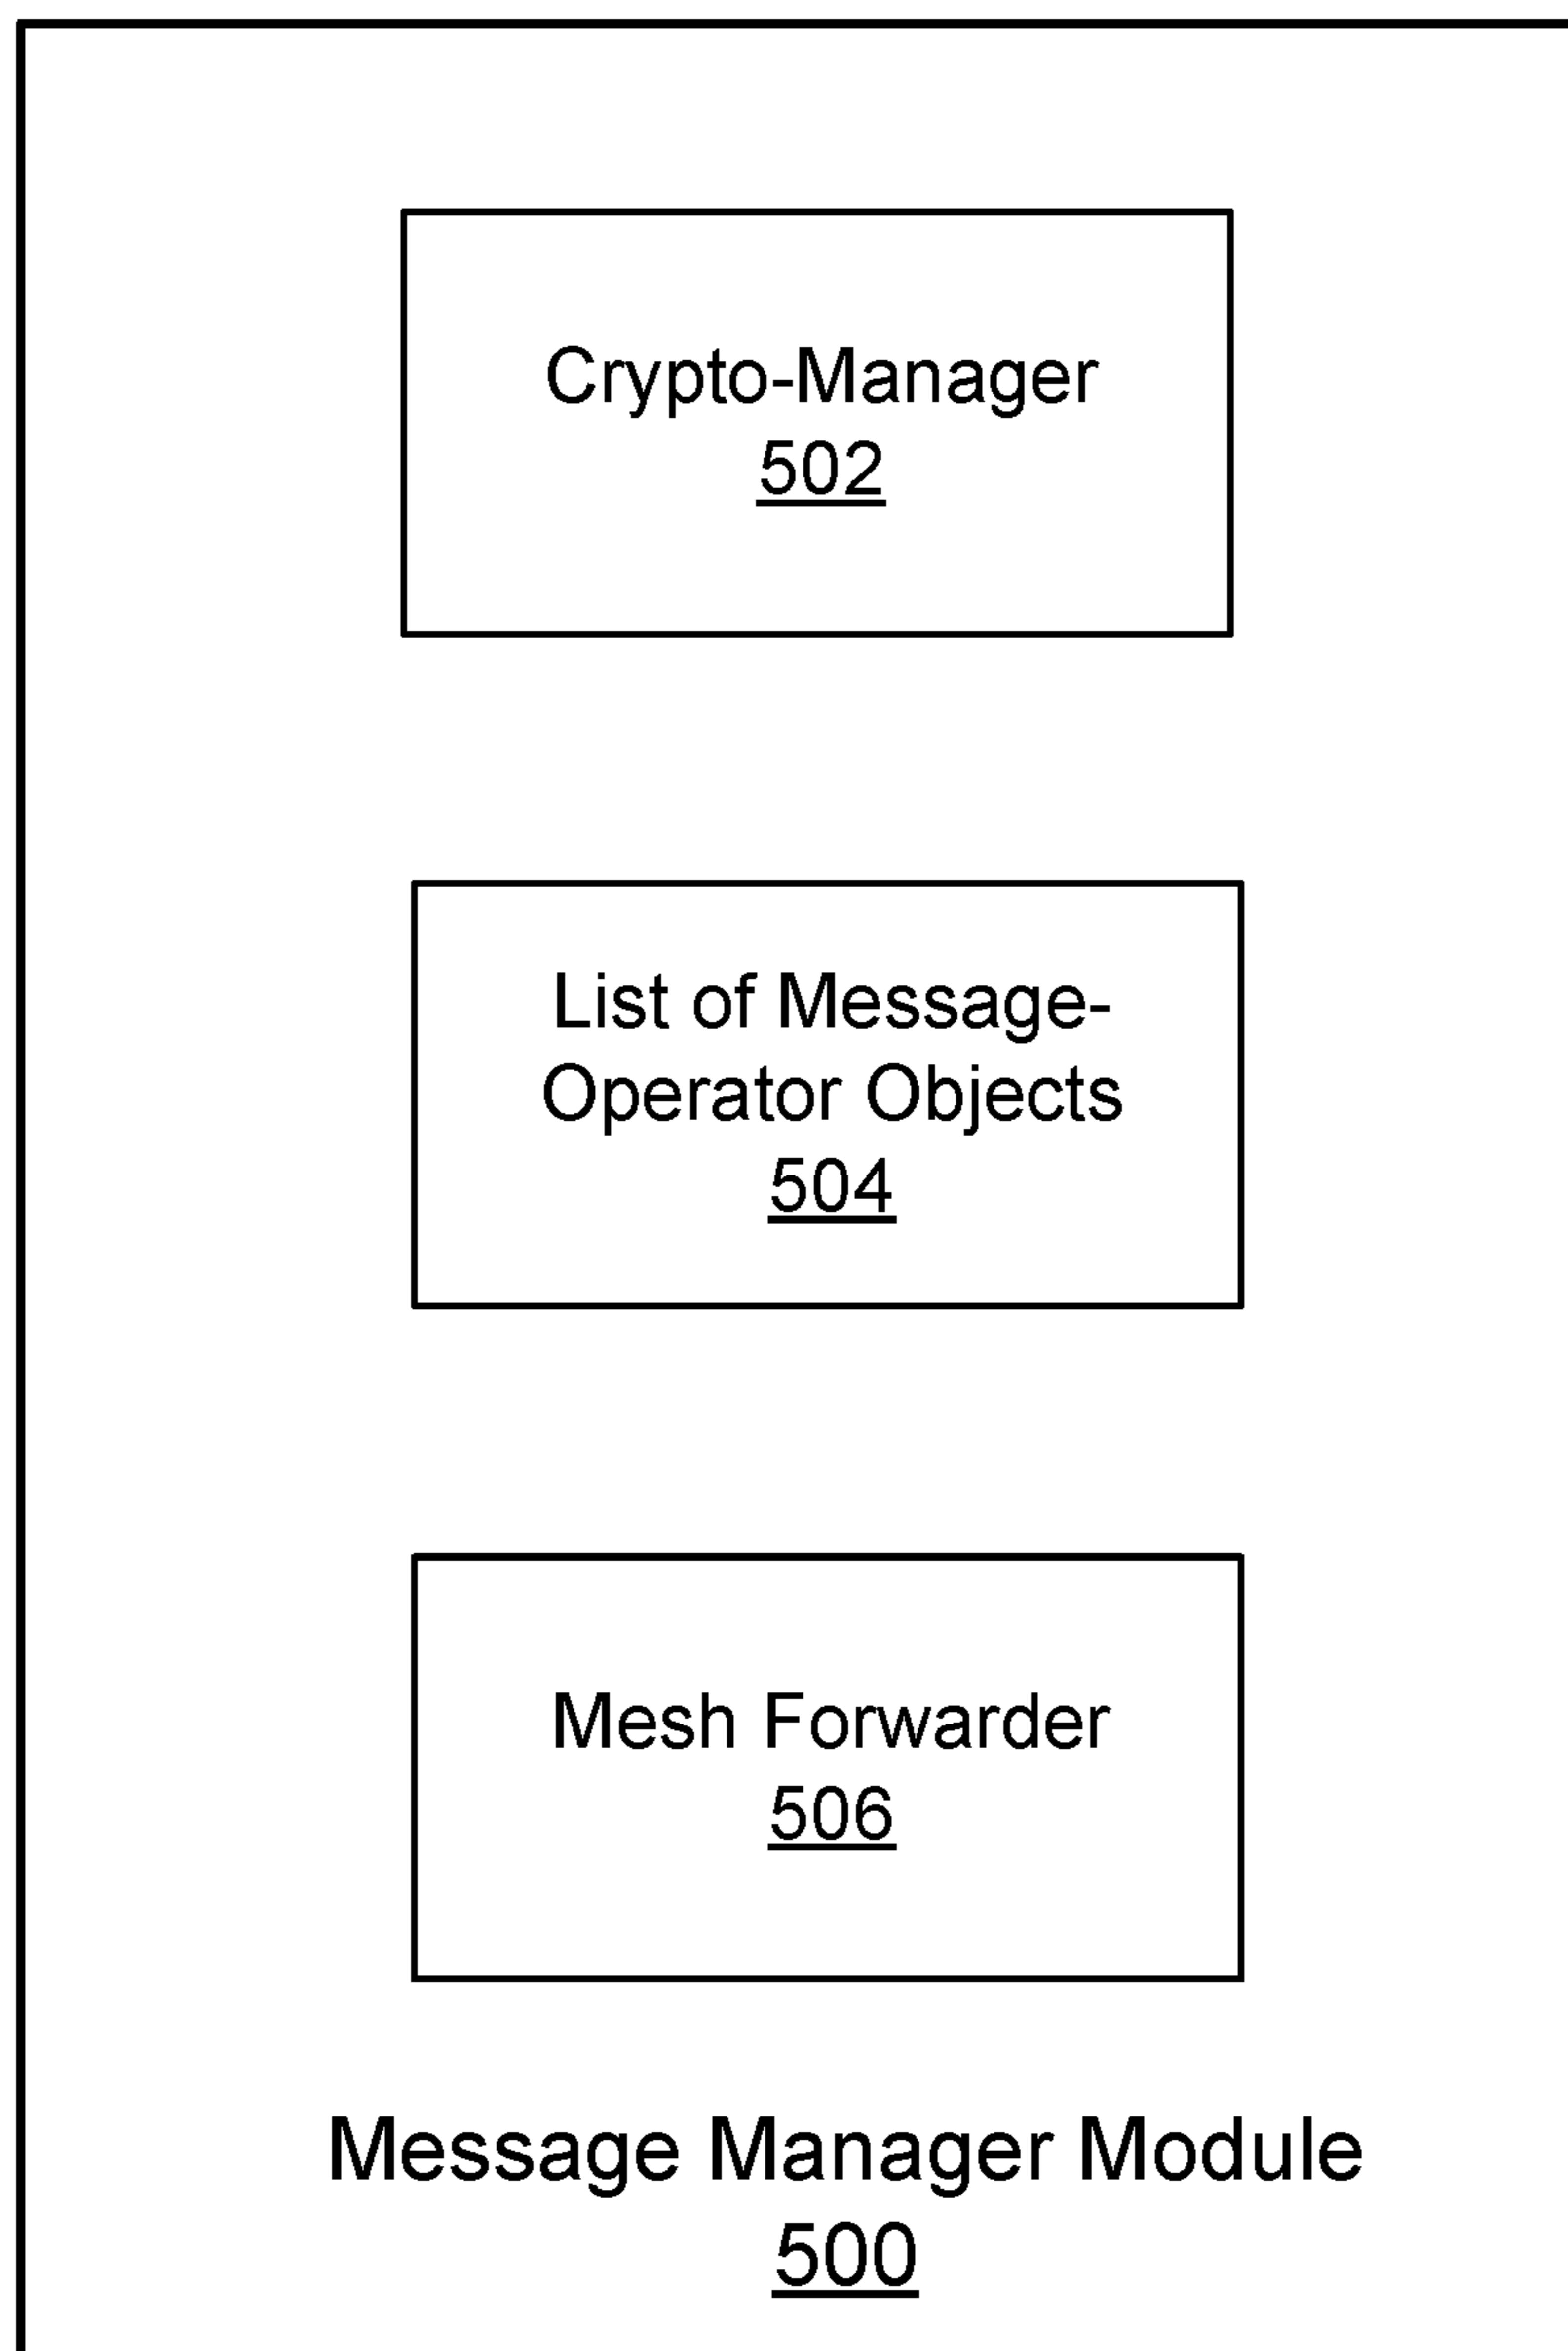 Crypto-Manager
502
List of Message-
Operator Objects
504
Mesh Forwarder
506
Message Manager Module
500